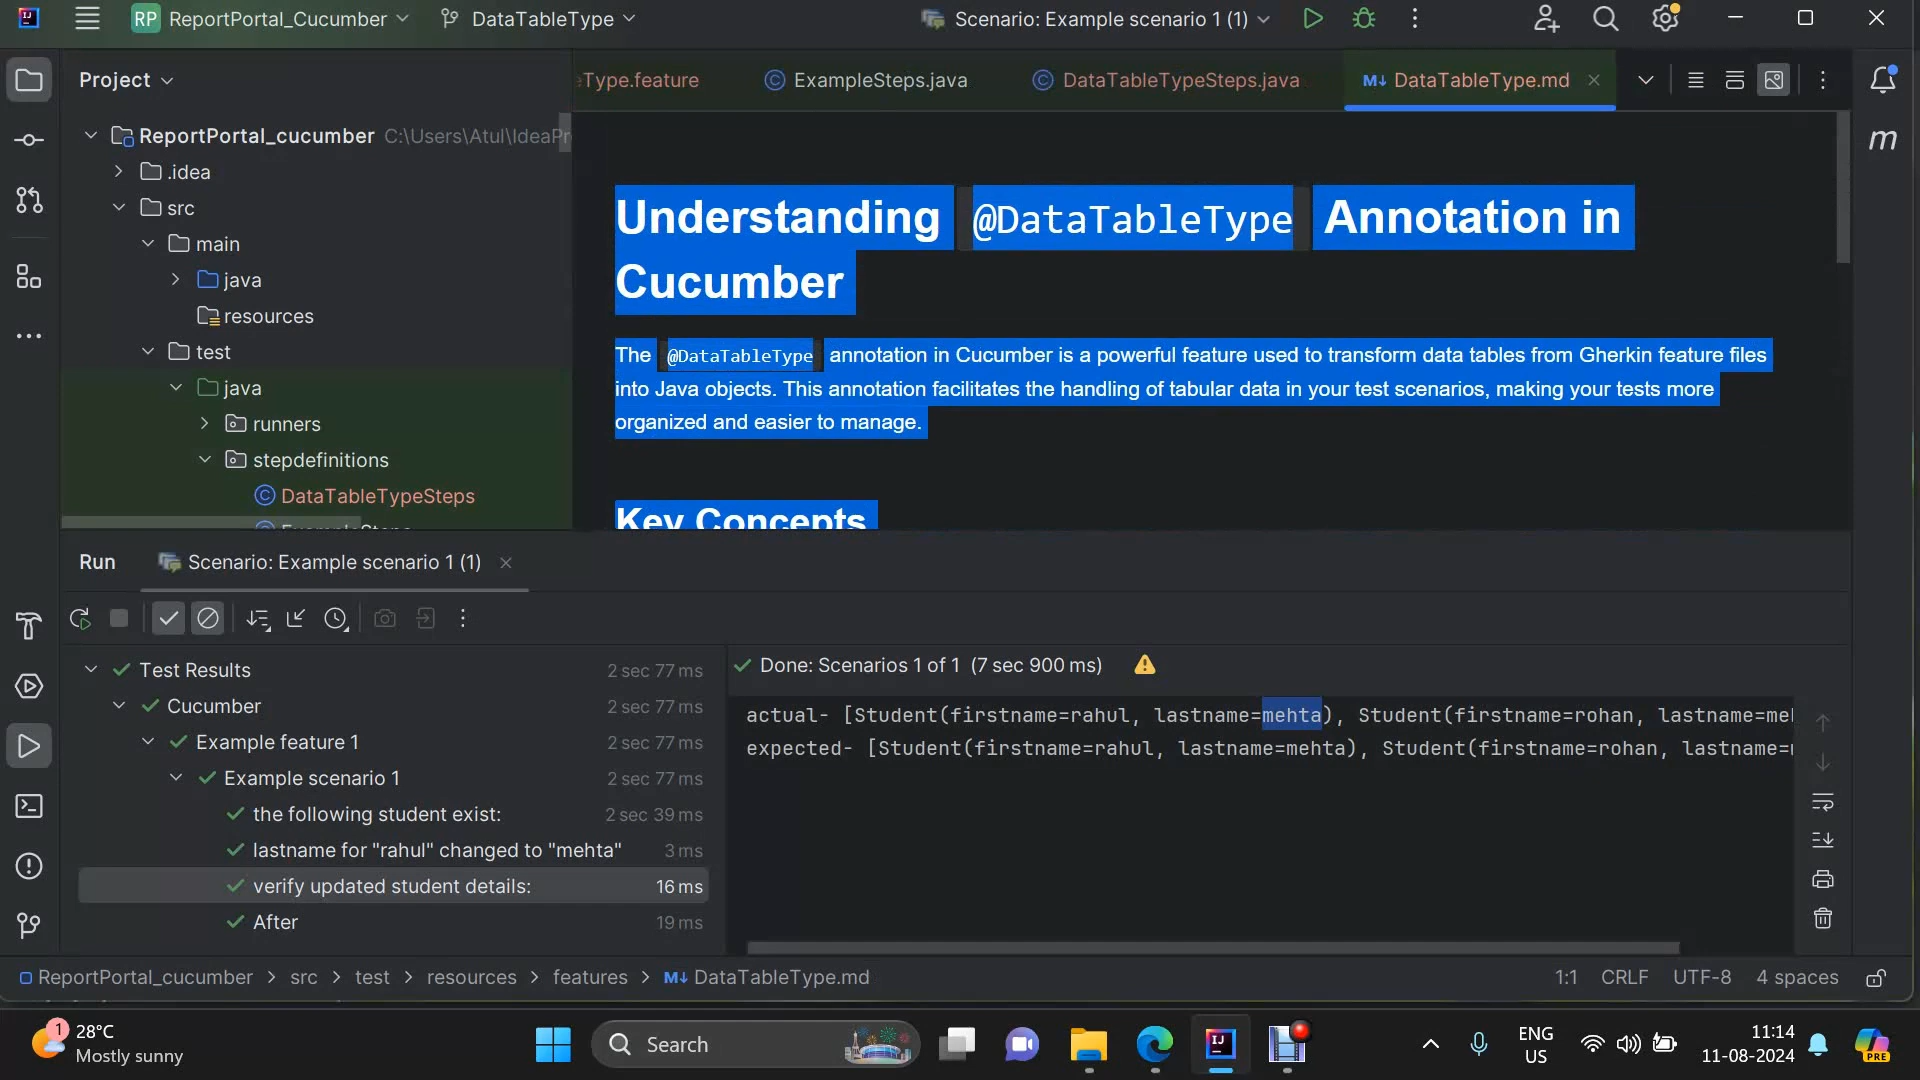 RP ReportPortal_Cucumber DataTableType Scenario: Example scenario 1 (1)
Project
Type.feature ExampleSteps.java DataTableTypeSteps.java M↓ DataTableType.md
ReportPortal_cucumber C:\Users\Atul\IdeaPr
.idea
src
main
java
resources
test
java
runners
stepdefinitions
DataTableTypeSteps
Understanding @DataTableType Annotation in
Cucumber
The @DataTableType annotation in Cucumber is a powerful feature used to transform data tables from Gherkin feature files
into Java objects. This annotation facilitates the handling of tabular data in your test scenarios, making your tests more
organized and easier to manage.
Key Concepts
m
Run Scenario: Example scenario 1 (1)
Test Results 2 sec 77 ms
Cucumber 2 sec 77 ms
Example feature 1 2 sec 77 ms
Example scenario 1 2 sec 77 ms
the following student exist: 2 sec 39 ms
lastname for "rahul" changed to "mehta" 3 ms
verify updated student details: 16 ms
After 19 ms
Done: Scenarios 1 of 1 (7 sec 900 ms)
actual- [Student(firstname=rahul, lastname=mehta), Student(firstname=rohan, lastname=me
expected- [Student(firstname=rahul, lastname=mehta), Student(firstname=rohan, lastname=
ReportPortal_cucumber > src > test > resources > features > M↓ DataTableType.md
1:1 CRLF UTF-8 4 spaces
1 28°C
Mostly sunny
Search
IJ
ENG
US
11:14
11-08-2024
PRE